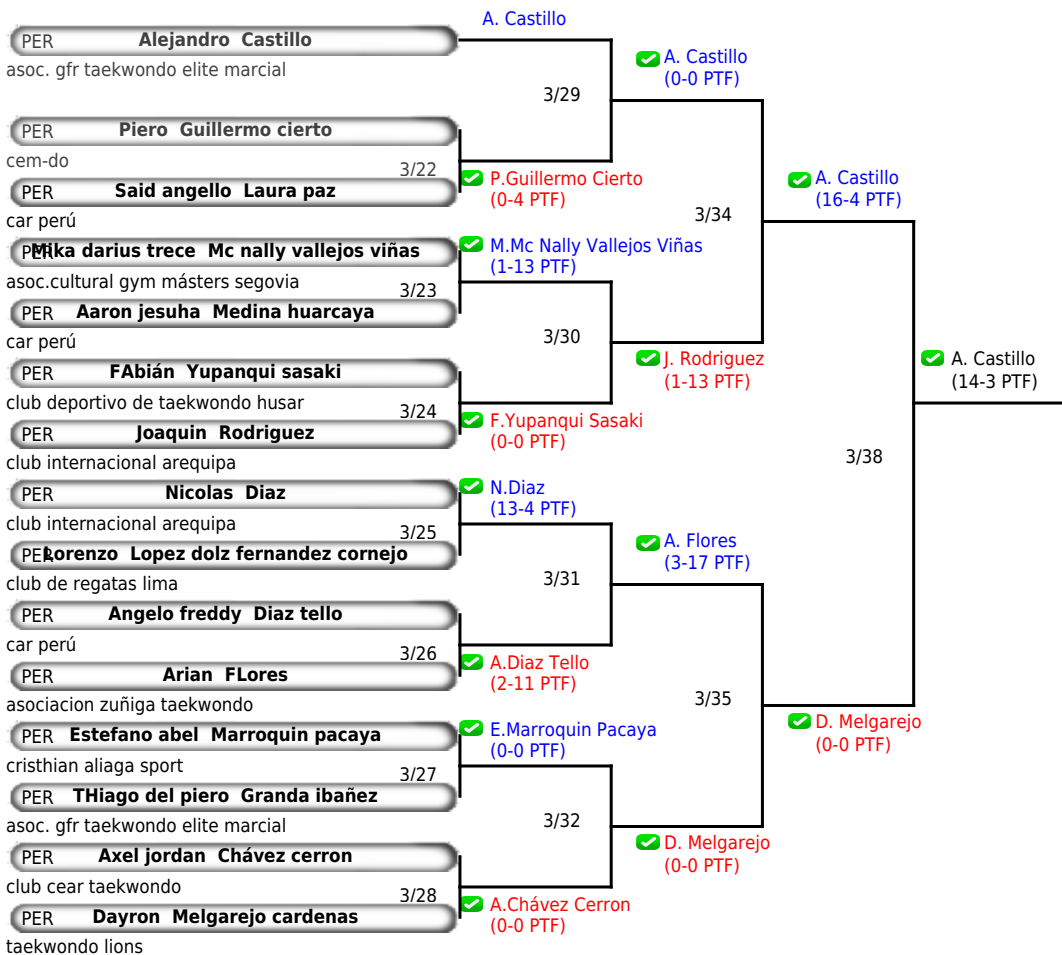 PER Alejandro Castillo
asoc. gfr taekwondo elite marcial
PER Piero Guillermo cierto
cem-do
3/22
PER Said angello Laura paz
car perú
PER Mika darius trece Mc nally vallejos viñas
asoc.cultural gym másters segovia
3/23
PER Aaron jesuha Medina huarcaya
car perú
PER FAbián Yupanqui sasaki
club deportivo de taekwondo husar
3/24
PER Joaquin Rodriguez
club internacional arequipa
PER Nicolas Diaz
club internacional arequipa
3/25
PER Lorenzo Lopez dolz fernandez cornejo
club de regatas lima
PER Angelo freddy Diaz tello
car perú
3/26
PER Arian FLores
asociacion zuñiga taekwondo
PER Estefano abel Marroquin pacaya
cristhian aliaga sport
3/27
PER THiago del piero Granda ibañez
asoc. gfr taekwondo elite marcial
PER Axel jordan Chávez cerron
club cear taekwondo
3/28
PER Dayron Melgarejo cardenas
taekwondo lions
A. Castillo
3/29
P.Guillermo Cierto
(0-4 PTF)
M.Mc Nally Vallejos Viñas
(1-13 PTF)
3/30
F.Yupanqui Sasaki
(0-0 PTF)
N.Diaz
(13-4 PTF)
3/31
A.Diaz Tello
(2-11 PTF)
E.Marroquin Pacaya
(0-0 PTF)
3/32
A.Chávez Cerron
(0-0 PTF)
A. Castillo
(0-0 PTF)
3/34
J. Rodriguez
(1-13 PTF)
A. Flores
(3-17 PTF)
3/35
D. Melgarejo
(0-0 PTF)
A. Castillo
(16-4 PTF)
3/38
D. Melgarejo
(0-0 PTF)
A. Castillo
(14-3 PTF)